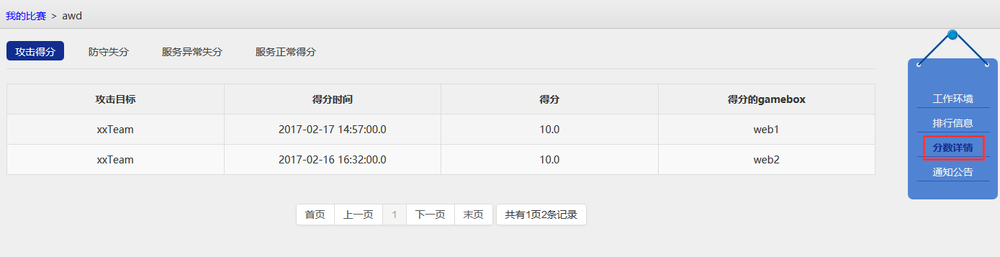 我的比赛 > awd
攻击得分 防守失分 服务异常失分 服务正常得分
攻击目标 得分时间 得分 得分的gamebox
xxTeam 2017-02-17 14:57:00.0 10.0 web1
xxTeam 2017-02-16 16:32:00.0 10.0 web2
首页 上一页 1 下一页 末页 共有1页2条记录
工作环境
排行信息
分数详情
通知公告